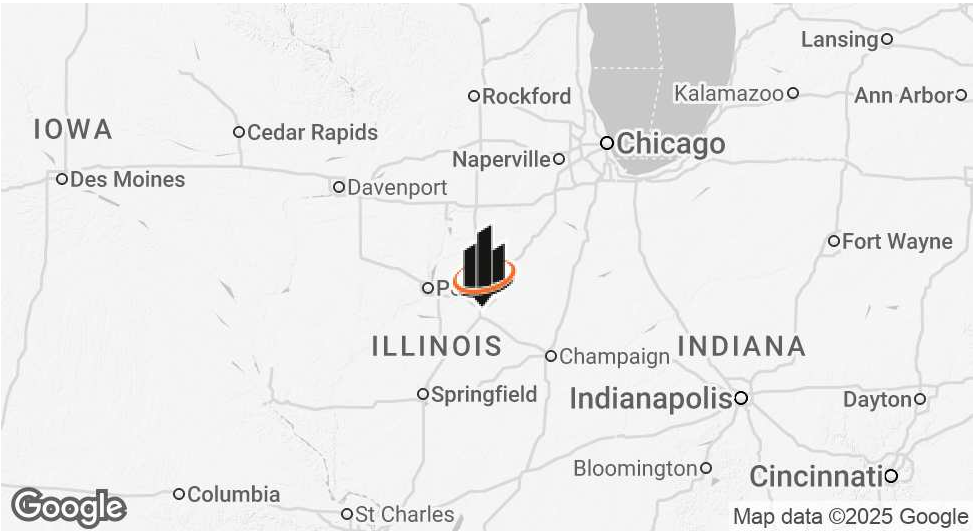 Lansing
Rockford
Kalamazoo
Ann Arbor
IOWA
Cedar Rapids
Chicago
Naperville
Des Moines
Davenport
Fort Wayne
ILLINOIS
INDIANA
Champaign
Springfield
Indianapolis
Dayton
Bloomington
Cincinnati
Columbia
Google
St Charles
Map data ©2025 Google